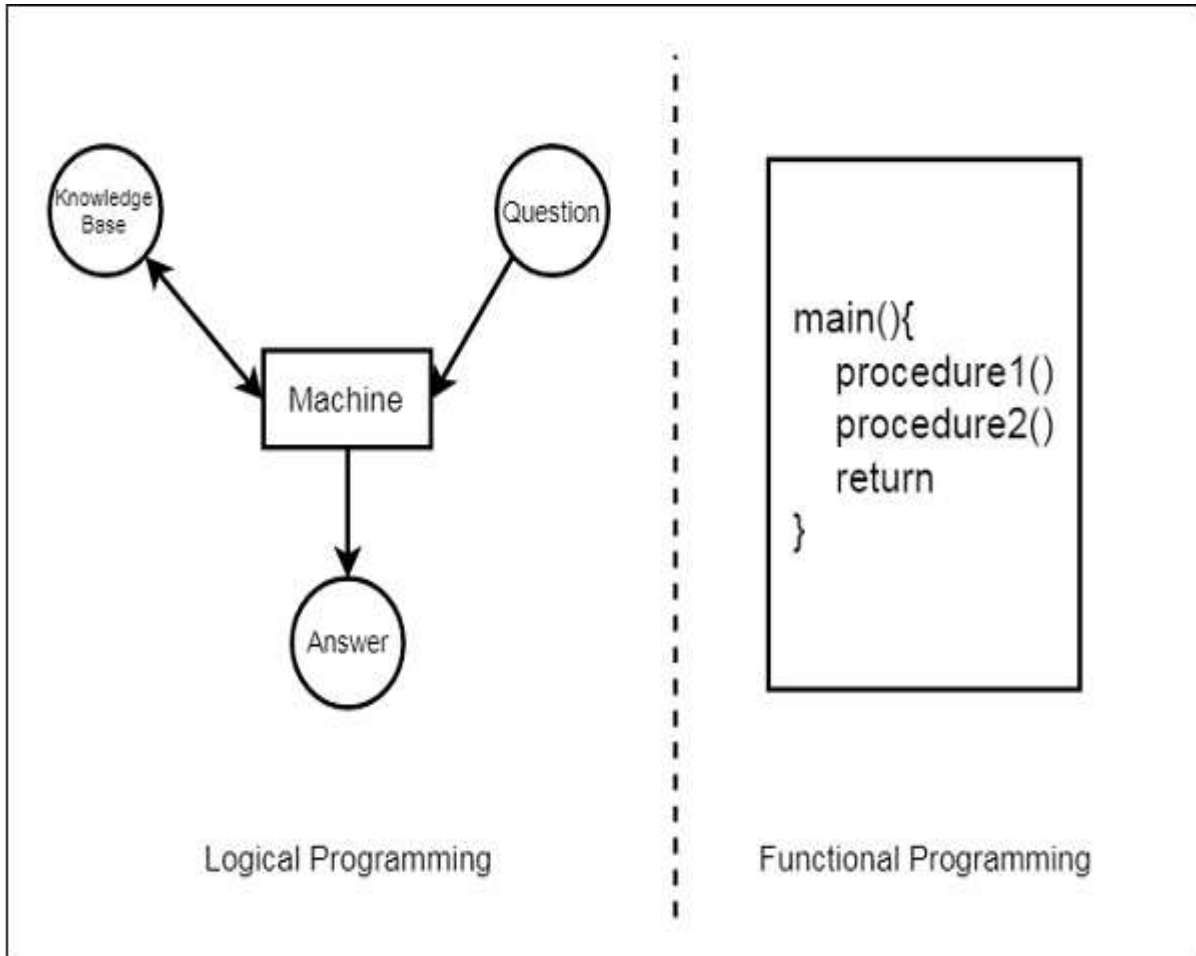 Knowledge
Base
Question
Machine
Answer
Logical Programming
main(){
procedure1()
procedure2()
return
}
Functional Programming